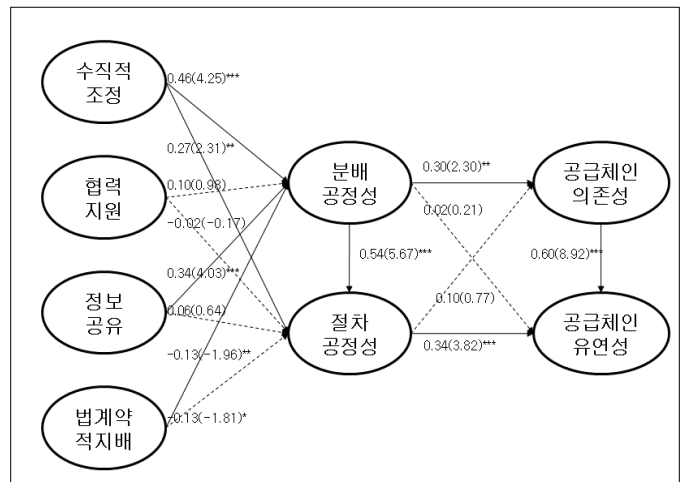 수직적
조정
0.46(4.25)***
0.27(2.31)**
협력
지원
0.10(0.98)
-0.02(-0.17)
정보
공유
0.34(4.03)***
0.06(0.64)
법계약
적지배
-0.13(-1.96)**
-0.13(-1.81)*
분배
공정성
0.54(5.67)***
절차
공정성
0.30(2.30)**
0.02(0.21)
0.10(0.77)
0.34(3.82)***
공급체인
의존성
0.60(8.92)***
공급체인
유연성